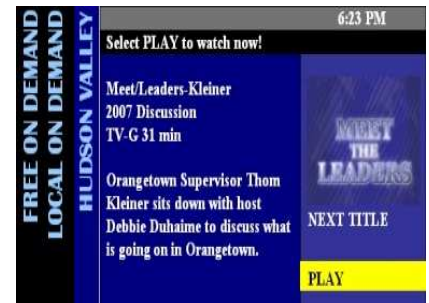 FREE ON DEMAND
LOCAL ON DEMAND
HUDSON VALLEY
6:23 PM
Select PLAY to watch now!
Meet/Leaders-Kleiner
2007 Discussion
TV-G 31 min
Orangetown Supervisor Thom
Kleiner sits down with host
Debbie Duhaime to discuss what
is going on in Orangetown.
MEET
THE
LEADERS
NEXT TITLE
PLAY